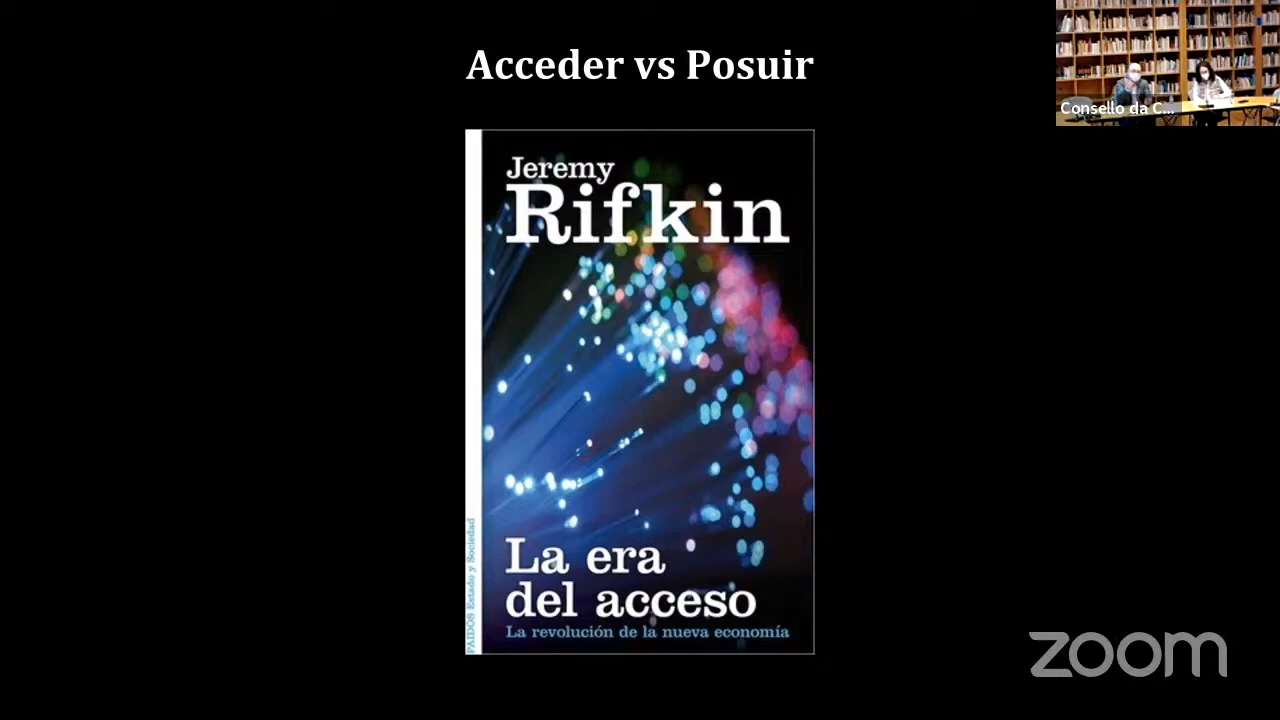 Acceder vs Posuir
Consello da C...
Jeremy
Rifkin
La era
del acceso
La revolución de la nueva economía
PAIDÓS Estado y Sociedad
zoom